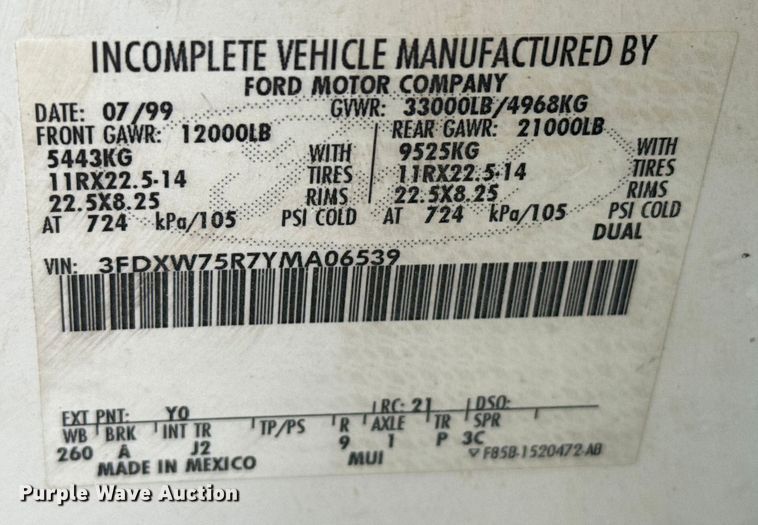 INCOMPLETE VEHICLE MANUFACTURED BY
FORD MOTOR COMPANY
DATE: 07/99 GVWR: 33000LB/4968KG
FRONT GAWR: 12000LB REAR GAWR: 21000LB
5443KG WITH 9525KG WITH
11RX22.5-14 TIRES 11RX22.5-14 TIRES
22.5X8.25 RIMS 22.5X8.25 RIMS
AT 724 kPa/105 PSI COLD AT 724 kPa/105 PSI COLD
DUAL
VIN: 3FDXW75R7YMA06539
EXT PNT: YO RC: 21 DSO:
WB BRK INT TR TP/PS R AXLE TR SPR
260 A J2 9 1 P 3C
MADE IN MEXICO MUI F85B-1520472-AB
Purple Wave Auction